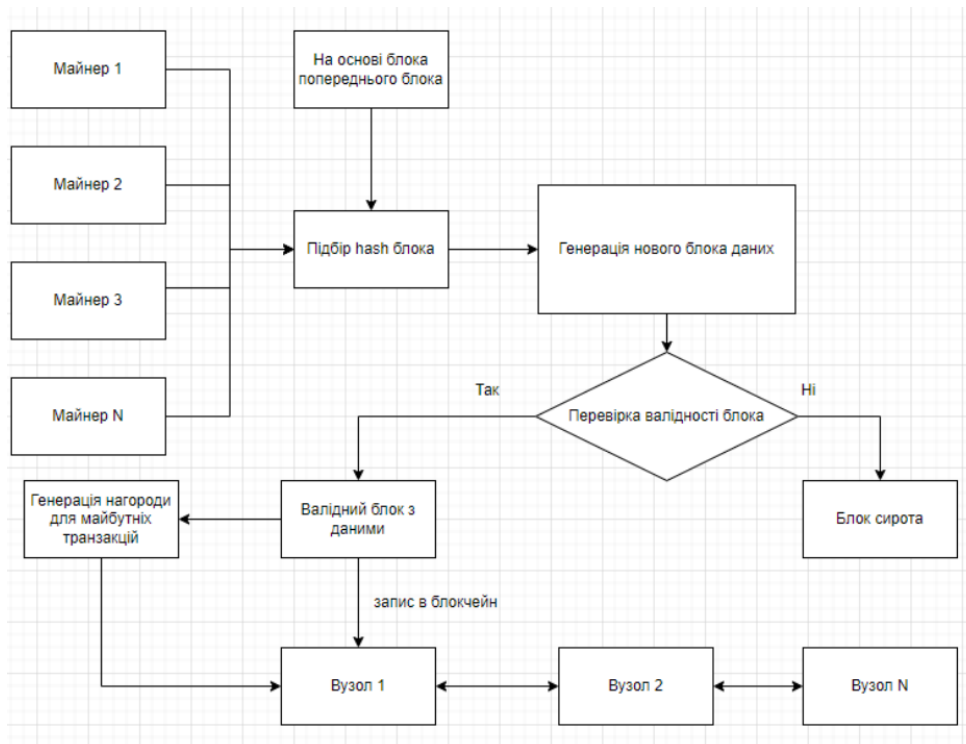 Майнер 1
На основі блока
попереднього блока
Майнер 2
Підбір hash блока
Генерація нового блока даних
Майнер 3
Майнер N
Так
Ні
Перевірка валідності блока
Генерація нагороди
для майбутніх
транзакцій
Валідний блок з
даними
Блок сирота
запис в блокчейн
Вузол 1
Вузол 2
Вузол N